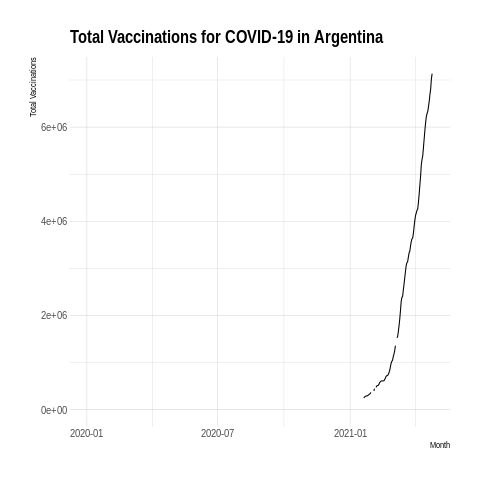 Total Vaccinations for COVID-19 in Argentina
Total Vaccinations
6e+06
4e+06
2e+06
0e+00
2020-01 2020-07 2021-01
Month